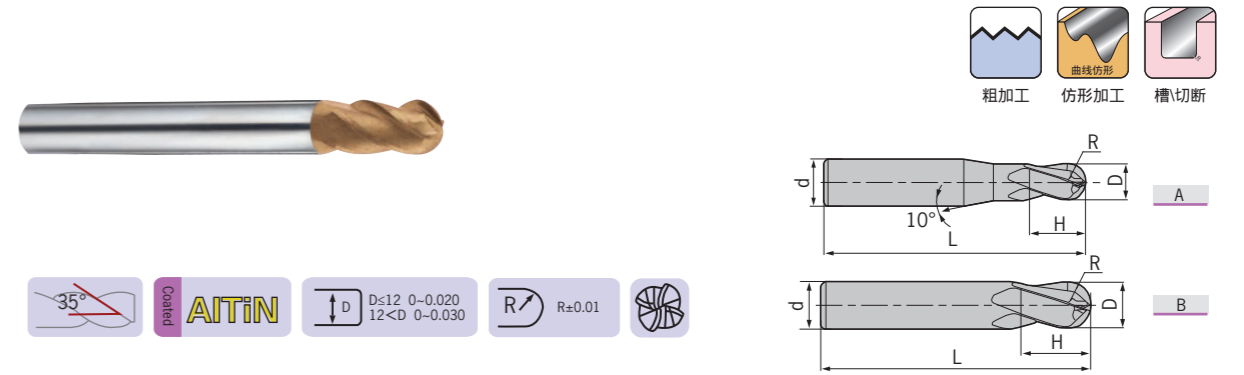 曲线仿形
粗加工
仿形加工
槽\切断
R
d
D
10°
H
L
A
R
d
D
H
L
B
35°
Coated
AlTiN
D
D≤12 0~0.020
12<D 0~0.030
R
R±0.01